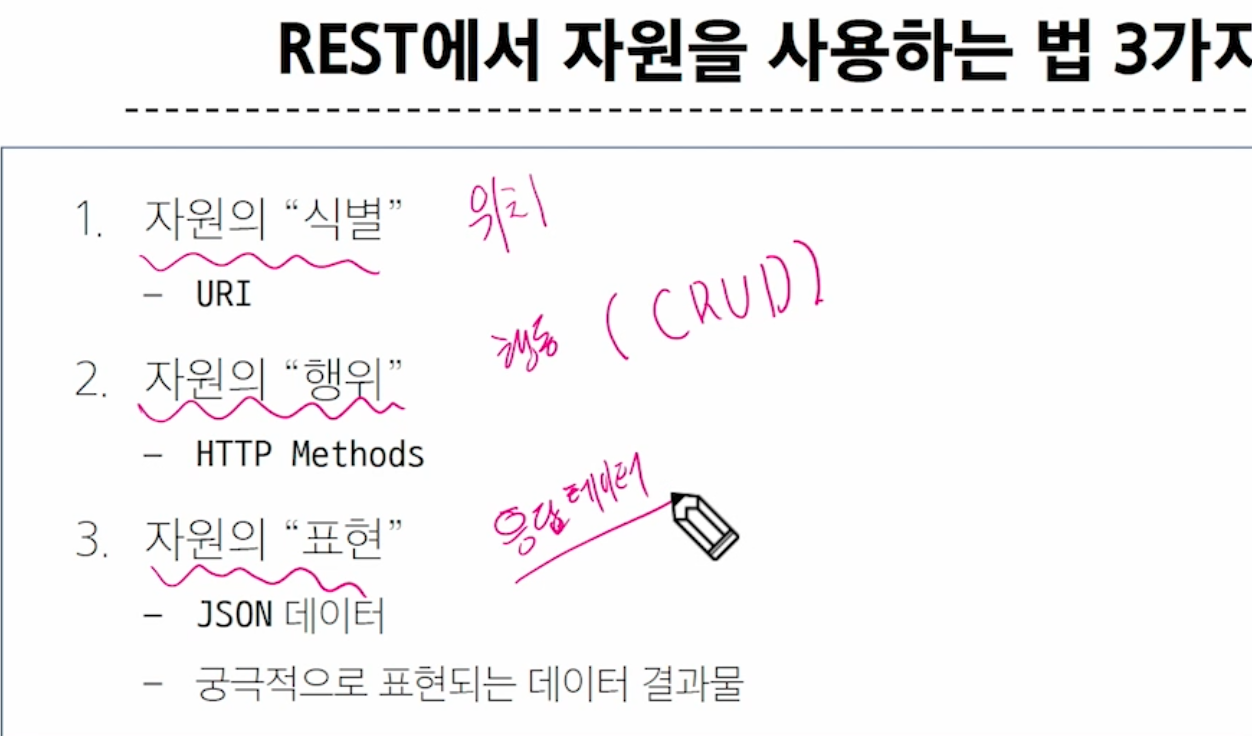 REST에서 자원을 사용하는 법 3가지
1. 자원의 “식별” 위치
– URI
행동 (CRUD)
2. 자원의 “행위”
– HTTP Methods
응답 데이터
3. 자원의 “표현”
– JSON 데이터
– 궁극적으로 표현되는 데이터 결과물